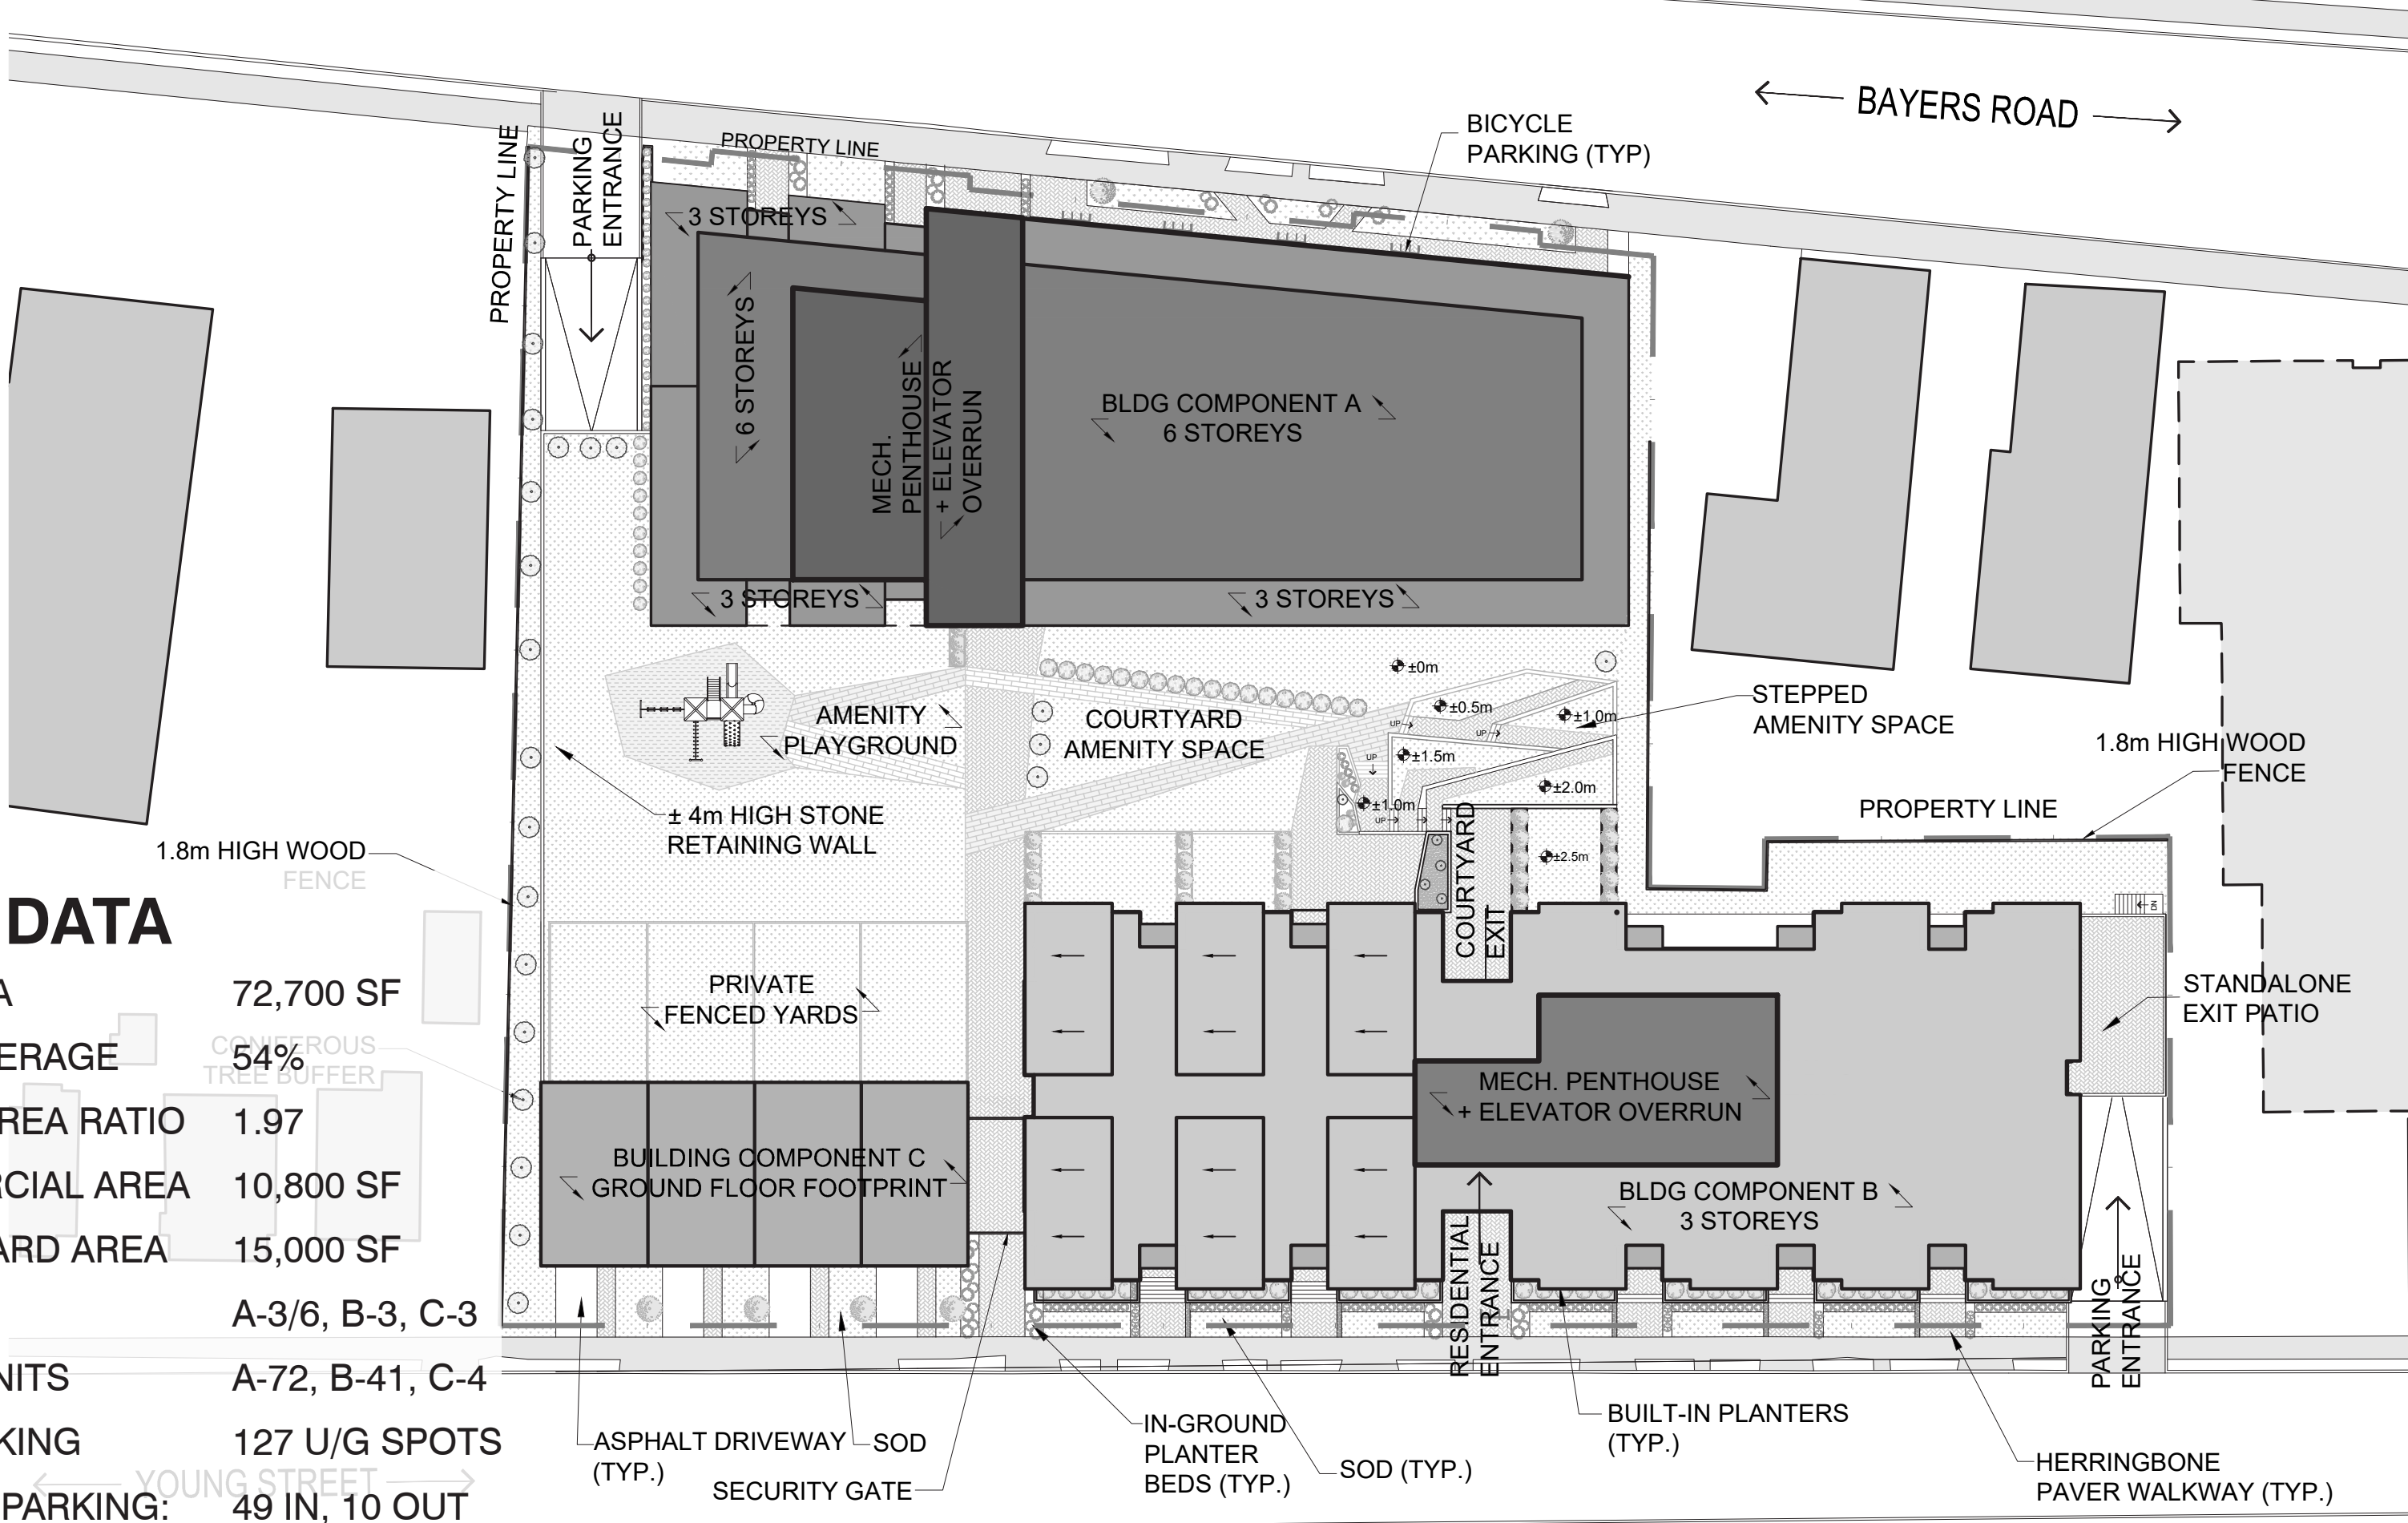 BAYERS ROAD
BICYCLE
PARKING (TYP)
PROPERTY LINE
PROPERTY LINE
PARKING
ENTRANCE
3 STOREYS
6 STOREYS
MECH.
PENTHOUSE
+ ELEVATOR
OVERRUN
BLDG COMPONENT A
6 STOREYS
3 STOREYS
3 STOREYS
±0m
±0.5m
±1.0m
±1.5m
±2.0m
±1.0m
±2.5m
UP
UP
UP
UP
STEPPED
AMENITY SPACE
AMENITY
PLAYGROUND
COURTYARD
AMENITY SPACE
± 4m HIGH STONE
RETAINING WALL
1.8m HIGH WOOD
FENCE
PROPERTY LINE
1.8m HIGH WOOD
FENCE
COURTYARD
EXIT
DN
STANDALONE
EXIT PATIO
PRIVATE
FENCED YARDS
CONIFEROUS
TREE BUFFER
MECH. PENTHOUSE
+ ELEVATOR OVERRUN
BUILDING COMPONENT C
GROUND FLOOR FOOTPRINT
BLDG COMPONENT B
3 STOREYS
RESIDENTIAL
ENTRANCE
PARKING
ENTRANCE
DATA
A 72,700 SF
ERAGE 54%
REA RATIO 1.97
RCIAL AREA 10,800 SF
ARD AREA 15,000 SF
A-3/6, B-3, C-3
NITS A-72, B-41, C-4
KING 127 U/G SPOTS
PARKING: 49 IN, 10 OUT
YOUNG STREET
ASPHALT DRIVEWAY
(TYP.)
SOD
SECURITY GATE
IN-GROUND
PLANTER
BEDS (TYP.)
SOD (TYP.)
BUILT-IN PLANTERS
(TYP.)
HERRINGBONE
PAVER WALKWAY (TYP.)